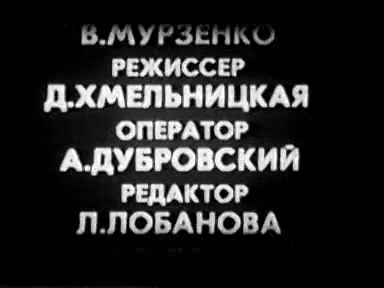 В.МУРЗЕНКО
РЕЖИССЕР
Д.ХМЕЛЬНИЦКАЯ
ОПЕРАТОР
А.ДУБРОВСКИЙ
РЕДАКТОР
Л.ЛОБАНОВА